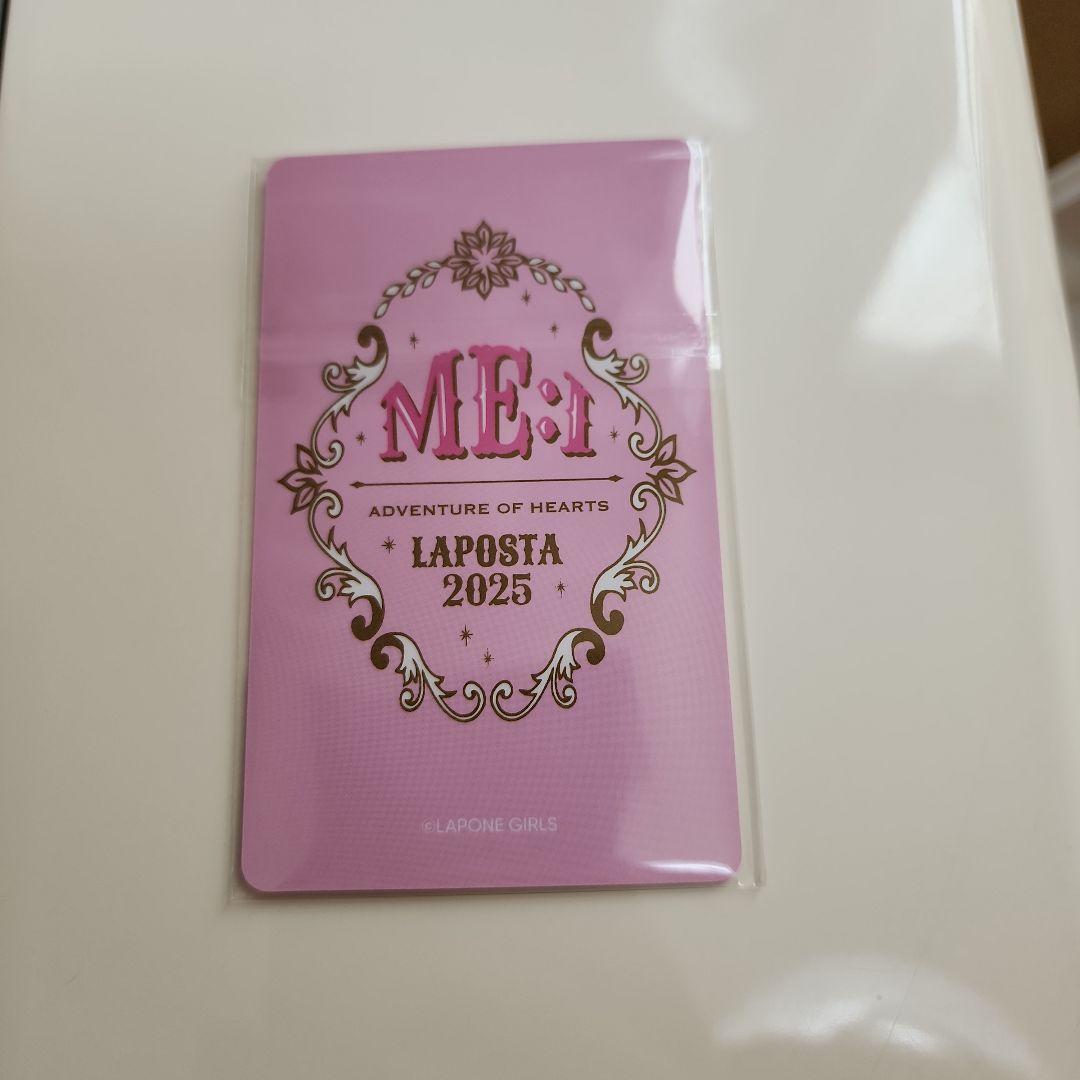 ME:I
ADVENTURE OF HEARTS
LAPOSTA
2025
©LAPONE GIRLS